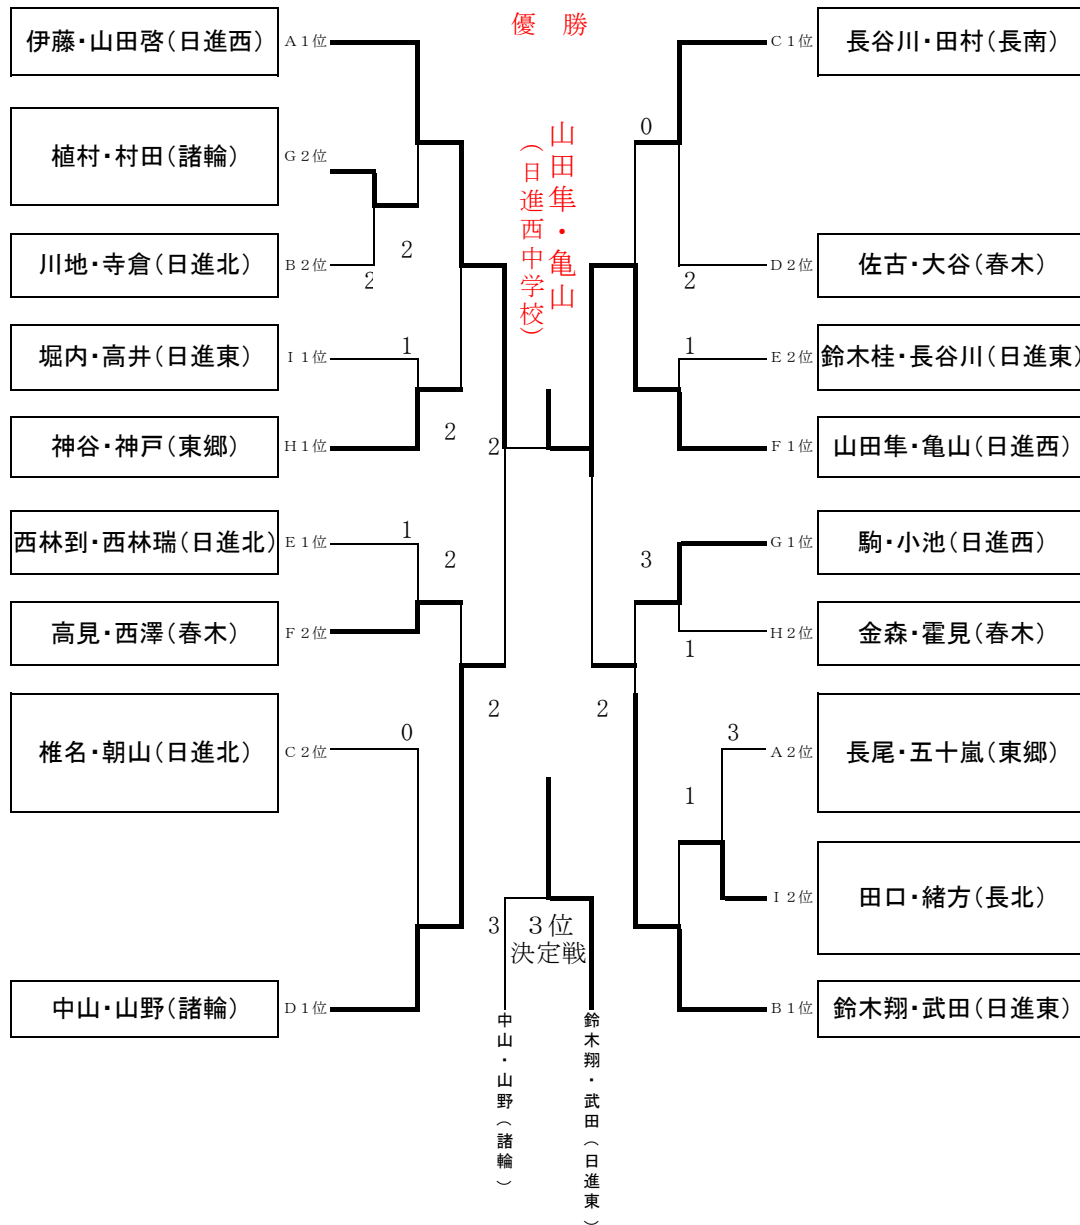 優 勝
山田隼・亀山
(日進西中学校)
伊藤・山田啓(日進西) A1位
植村・村田(諸輪) G2位
2
川地・寺倉(日進北) B2位
2
堀内・高井(日進東) I1位
1
神谷・神戸(東郷) H1位
2
2
西林到・西林瑞(日進北) E1位
1
2
高見・西澤(春木) F2位
2
椎名・朝山(日進北) C2位
0
中山・山野(諸輪) D1位
C1位 長谷川・田村(長南)
0
D2位 佐古・大谷(春木)
2
1
E2位 鈴木桂・長谷川(日進東)
F1位 山田隼・亀山(日進西)
G1位 駒・小池(日進西)
3
H2位 金森・霍見(春木)
1
2
3
A2位 長尾・五十嵐(東郷)
1
I2位 田口・緒方(長北)
B1位 鈴木翔・武田(日進東)
3
3位
決定戦
中山・山野(諸輪)
鈴木翔・武田(日進東)